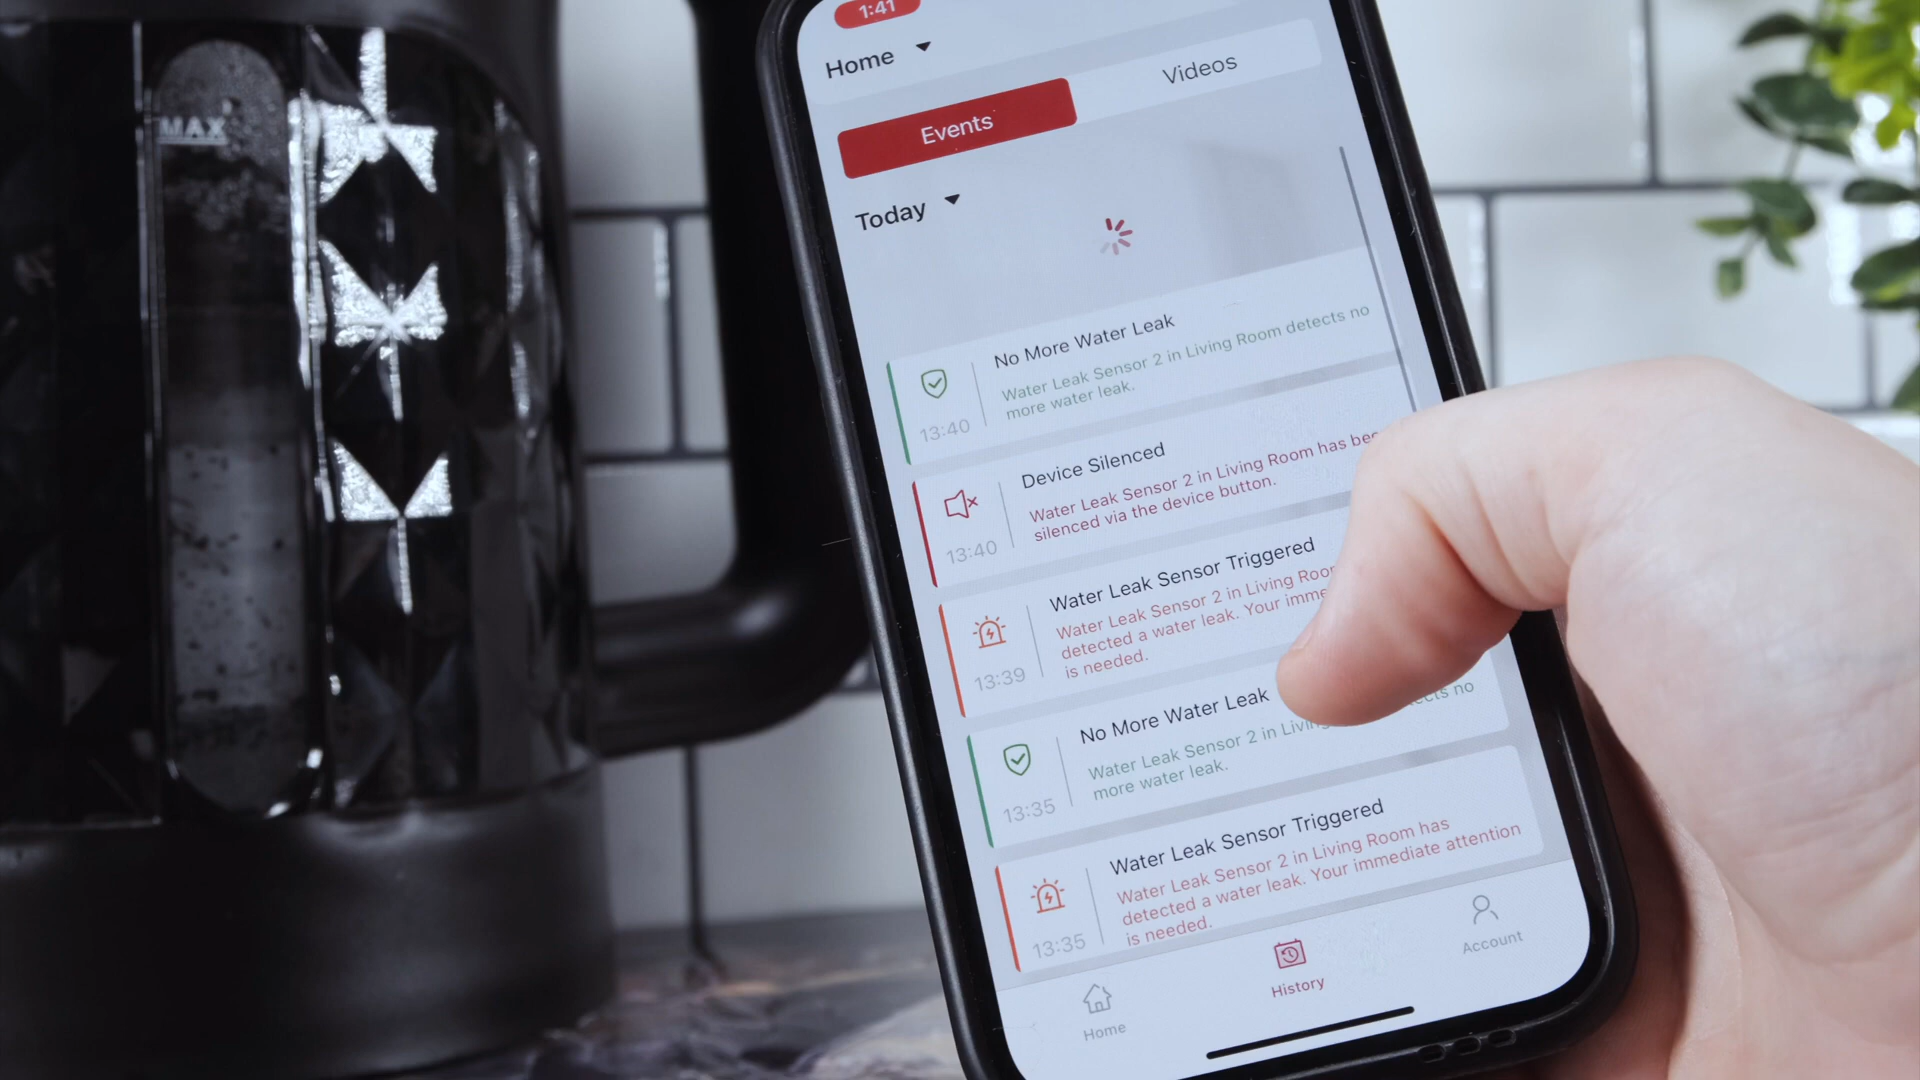 1:41
Home
Events
Videos
Today
No More Water Leak
Water Leak Sensor 2 in Living Room detects no
more water leak.
13:40
Device Silenced
Water Leak Sensor 2 in Living Room has
silenced via the device button.
13:40
Water Leak Sensor Triggered
Water Leak Sensor 2 in Living
detected a water leak. Your
is needed.
13:39
No More Water Leak
Water Leak Sensor 2 in no
more water leak.
13:35
Water Leak Sensor Triggered
Water Leak Sensor 2 in Living Room has
detected a water leak. Your immediate attention
is needed.
13:35
Home
History
Account
MAX